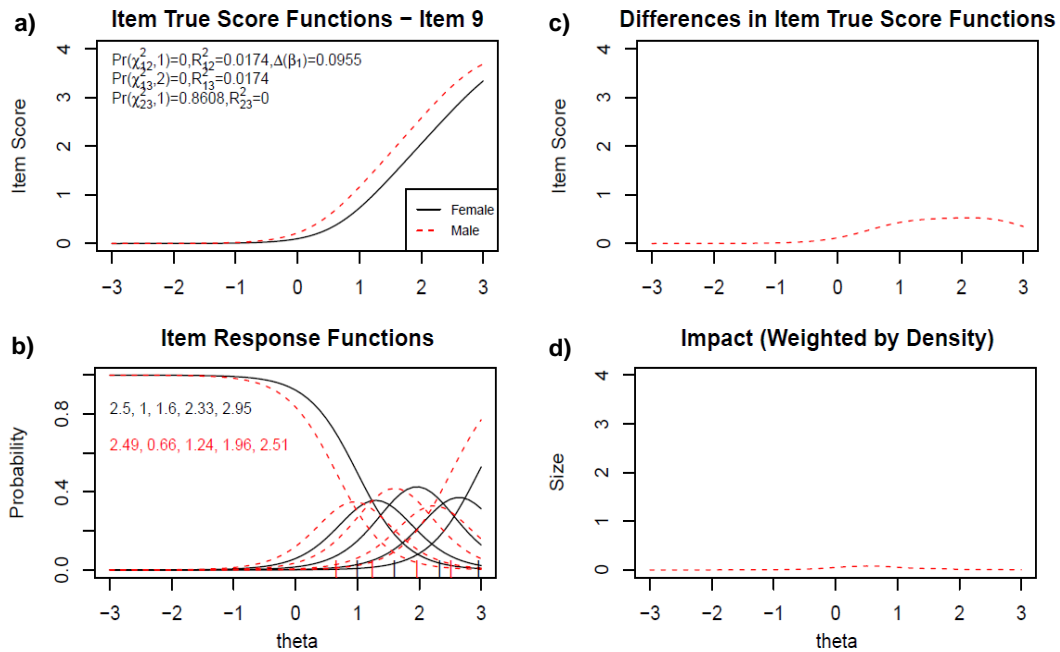 a)
Item True Score Functions − Item 9
Pr(χ²₁₂,1)=0,R²₁₂=0.0174,Δ(β₁)=0.0955
Pr(χ²₁₃,2)=0,R²₁₃=0.0174
Pr(χ²₂₃,1)=0.8608,R²₂₃=0
Item Score
4
3
2
1
0
Female
Male
−3 −2 −1 0 1 2 3
c)
Differences in Item True Score Functions
Item Score
4
3
2
1
0
−3 −2 −1 0 1 2 3
b)
Item Response Functions
2.5, 1, 1.6, 2.33, 2.95
2.49, 0.66, 1.24, 1.96, 2.51
Probability
0.8
0.4
0.0
−3 −2 −1 0 1 2 3
theta
d)
Impact (Weighted by Density)
Size
4
3
2
1
0
−3 −2 −1 0 1 2 3
theta